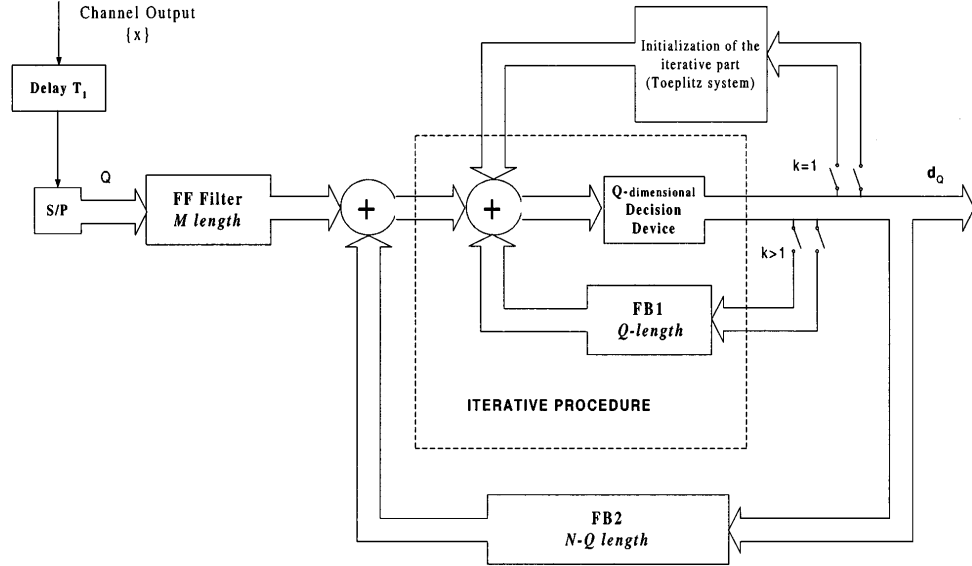 Channel Output
{x}
Delay T1
S/P
Q
FF Filter
M length
+
+
Initialization of the
iterative part
(Toeplitz system)
Q-dimensional
Decision
Device
k=1
dQ
k>1
FB1
Q-length
ITERATIVE PROCEDURE
FB2
N-Q length